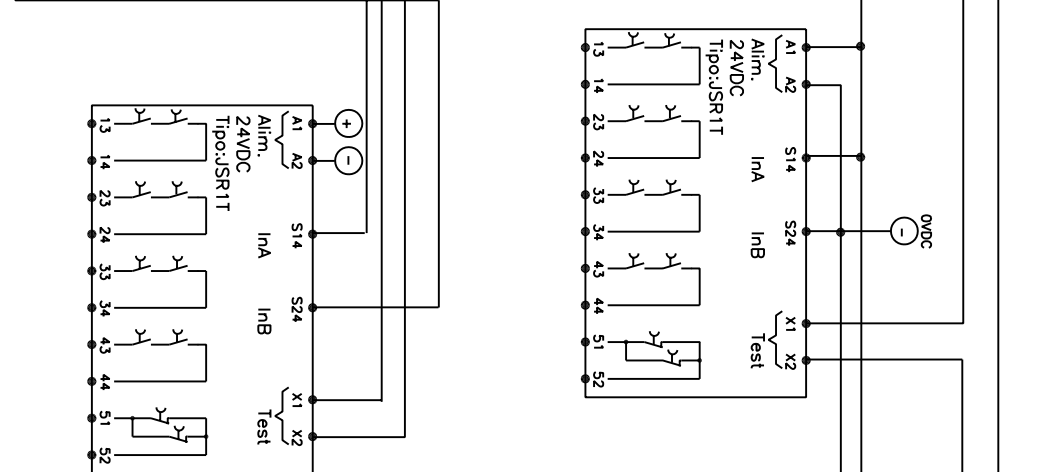 13
14
23
24
33
34
43
44
51
52
Tipo:JSR1T
24VDC
Alim.
InA
InB
Test
A1
A2
S14
S24
X1
X2
+
−
13
14
23
24
33
34
43
44
51
52
Tipo:JSR1T
24VDC
Alim.
InA
InB
Test
A1
A2
S14
S24
X1
X2
−
0VDC